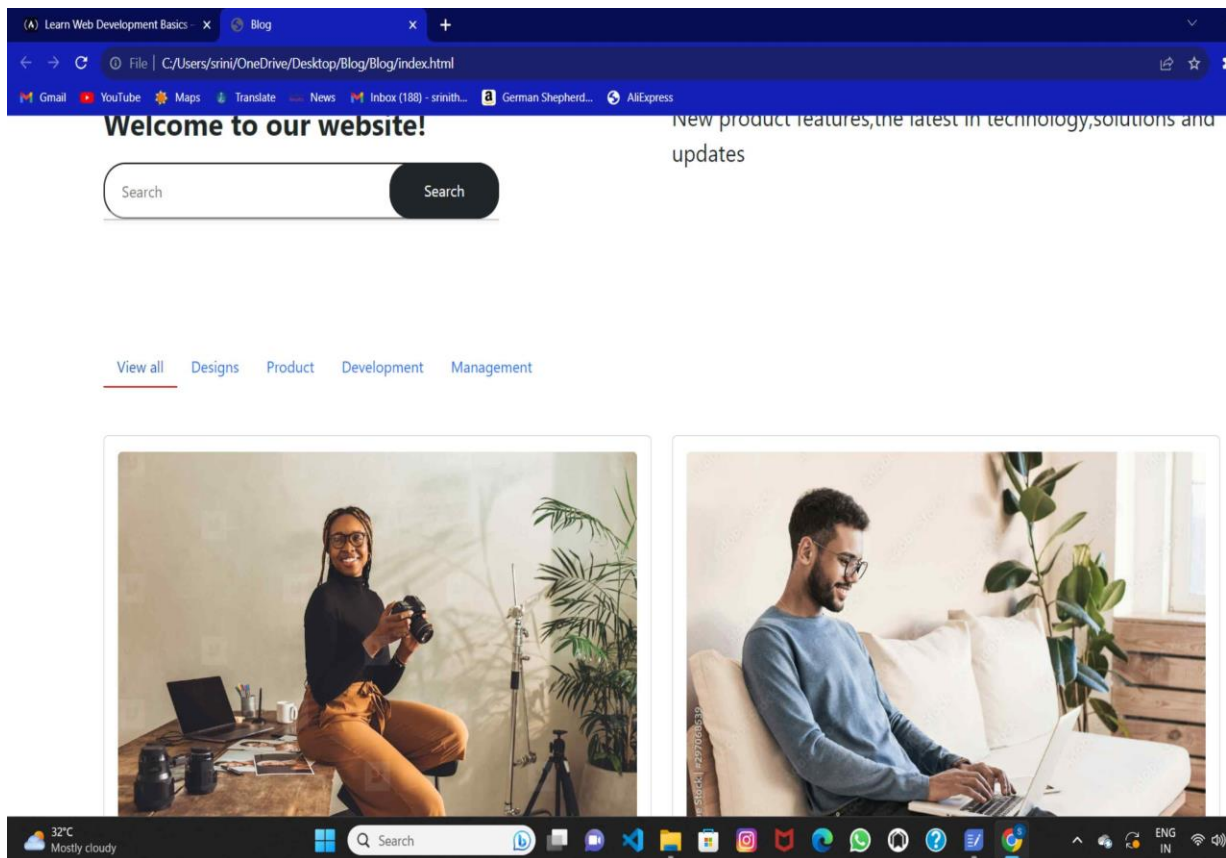 Learn Web Development Basics -
Blog
File | C:/Users/srini/OneDrive/Desktop/Blog/Blog/index.html
Gmail YouTube Maps Translate News Inbox (188) - srinith... German Shepherd... AliExpress
Welcome to our website!
New product features,the latest in technology,solutions and
updates
Search Search
View all Designs Product Development Management
Stock | #297068639
32°C
Mostly cloudy
Search
ENG
IN